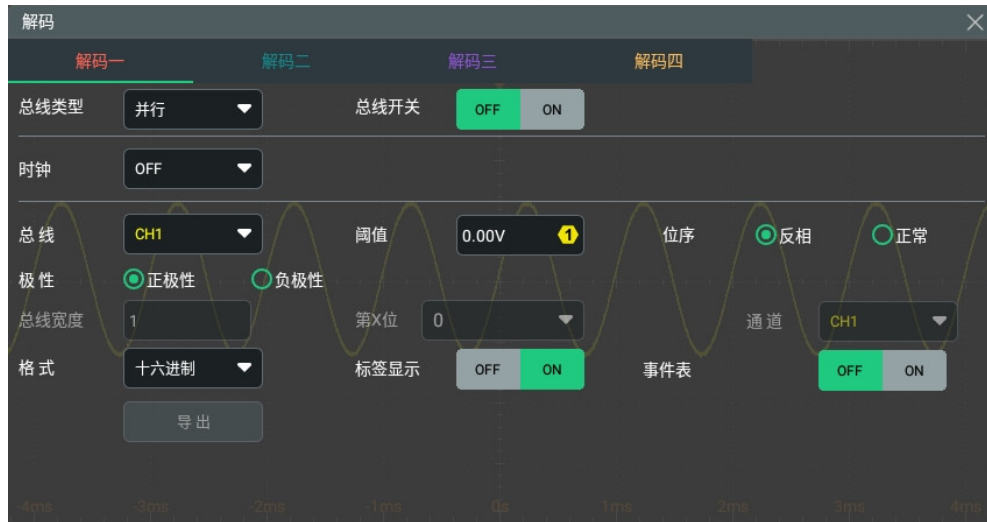 解码
解码一 解码二 解码三 解码四
总线类型 并行 总线开关 OFF ON
时钟 OFF
总线 CH1 阈值 0.00V 1 位序 反相 正常
极性 正极性 负极性
总线宽度 1 第X位 0 通道 CH1
格式 十六进制 标签显示 OFF ON 事件表 OFF ON
导出
-4ms -3ms -2ms -1ms 0s 1ms 2ms 3ms 4ms